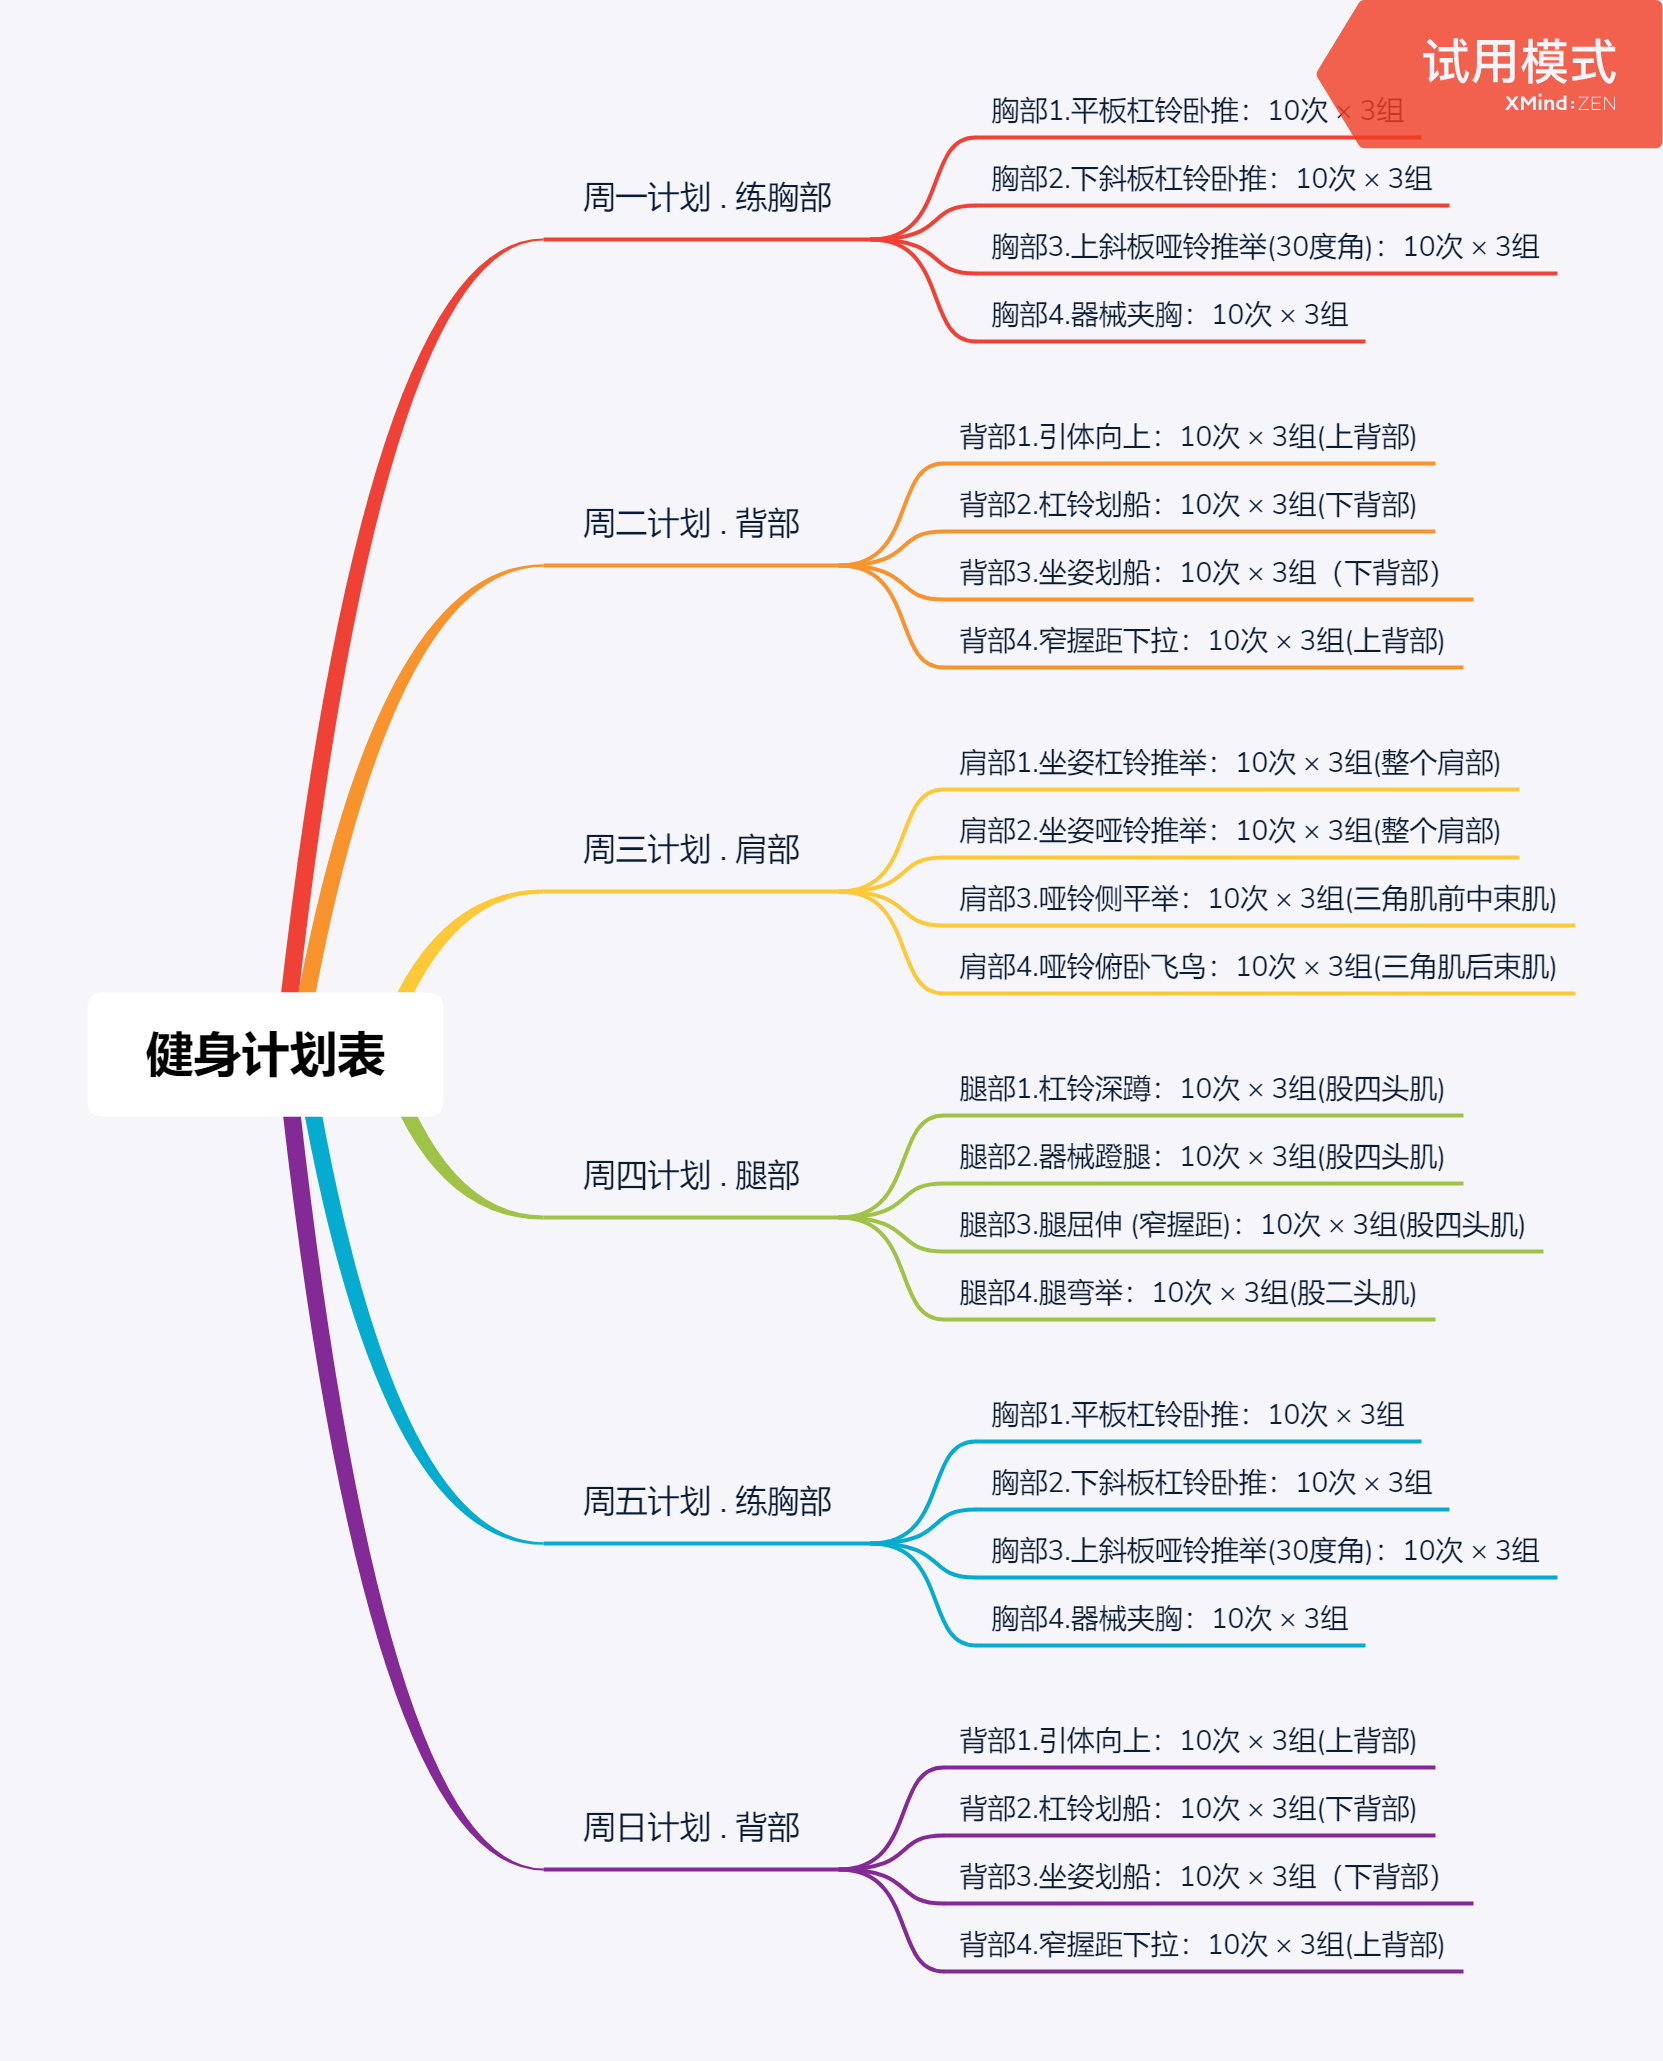 试用模式
XMind:ZEN
健身计划表
周一计划 . 练胸部
胸部1.平板杠铃卧推：10次 × 3组
胸部2.下斜板杠铃卧推：10次 × 3组
胸部3.上斜板哑铃推举(30度角)：10次 × 3组
胸部4.器械夹胸：10次 × 3组
周二计划 . 背部
背部1.引体向上：10次 × 3组(上背部)
背部2.杠铃划船：10次 × 3组(下背部)
背部3.坐姿划船：10次 × 3组（下背部）
背部4.窄握距下拉：10次 × 3组(上背部)
周三计划 . 肩部
肩部1.坐姿杠铃推举：10次 × 3组(整个肩部)
肩部2.坐姿哑铃推举：10次 × 3组(整个肩部)
肩部3.哑铃侧平举：10次 × 3组(三角肌前中束肌)
肩部4.哑铃俯卧飞鸟：10次 × 3组(三角肌后束肌)
周四计划 . 腿部
腿部1.杠铃深蹲：10次 × 3组(股四头肌)
腿部2.器械蹬腿：10次 × 3组(股四头肌)
腿部3.腿屈伸 (窄握距)：10次 × 3组(股四头肌)
腿部4.腿弯举：10次 × 3组(股二头肌)
周五计划 . 练胸部
胸部1.平板杠铃卧推：10次 × 3组
胸部2.下斜板杠铃卧推：10次 × 3组
胸部3.上斜板哑铃推举(30度角)：10次 × 3组
胸部4.器械夹胸：10次 × 3组
周日计划 . 背部
背部1.引体向上：10次 × 3组(上背部)
背部2.杠铃划船：10次 × 3组(下背部)
背部3.坐姿划船：10次 × 3组（下背部）
背部4.窄握距下拉：10次 × 3组(上背部)